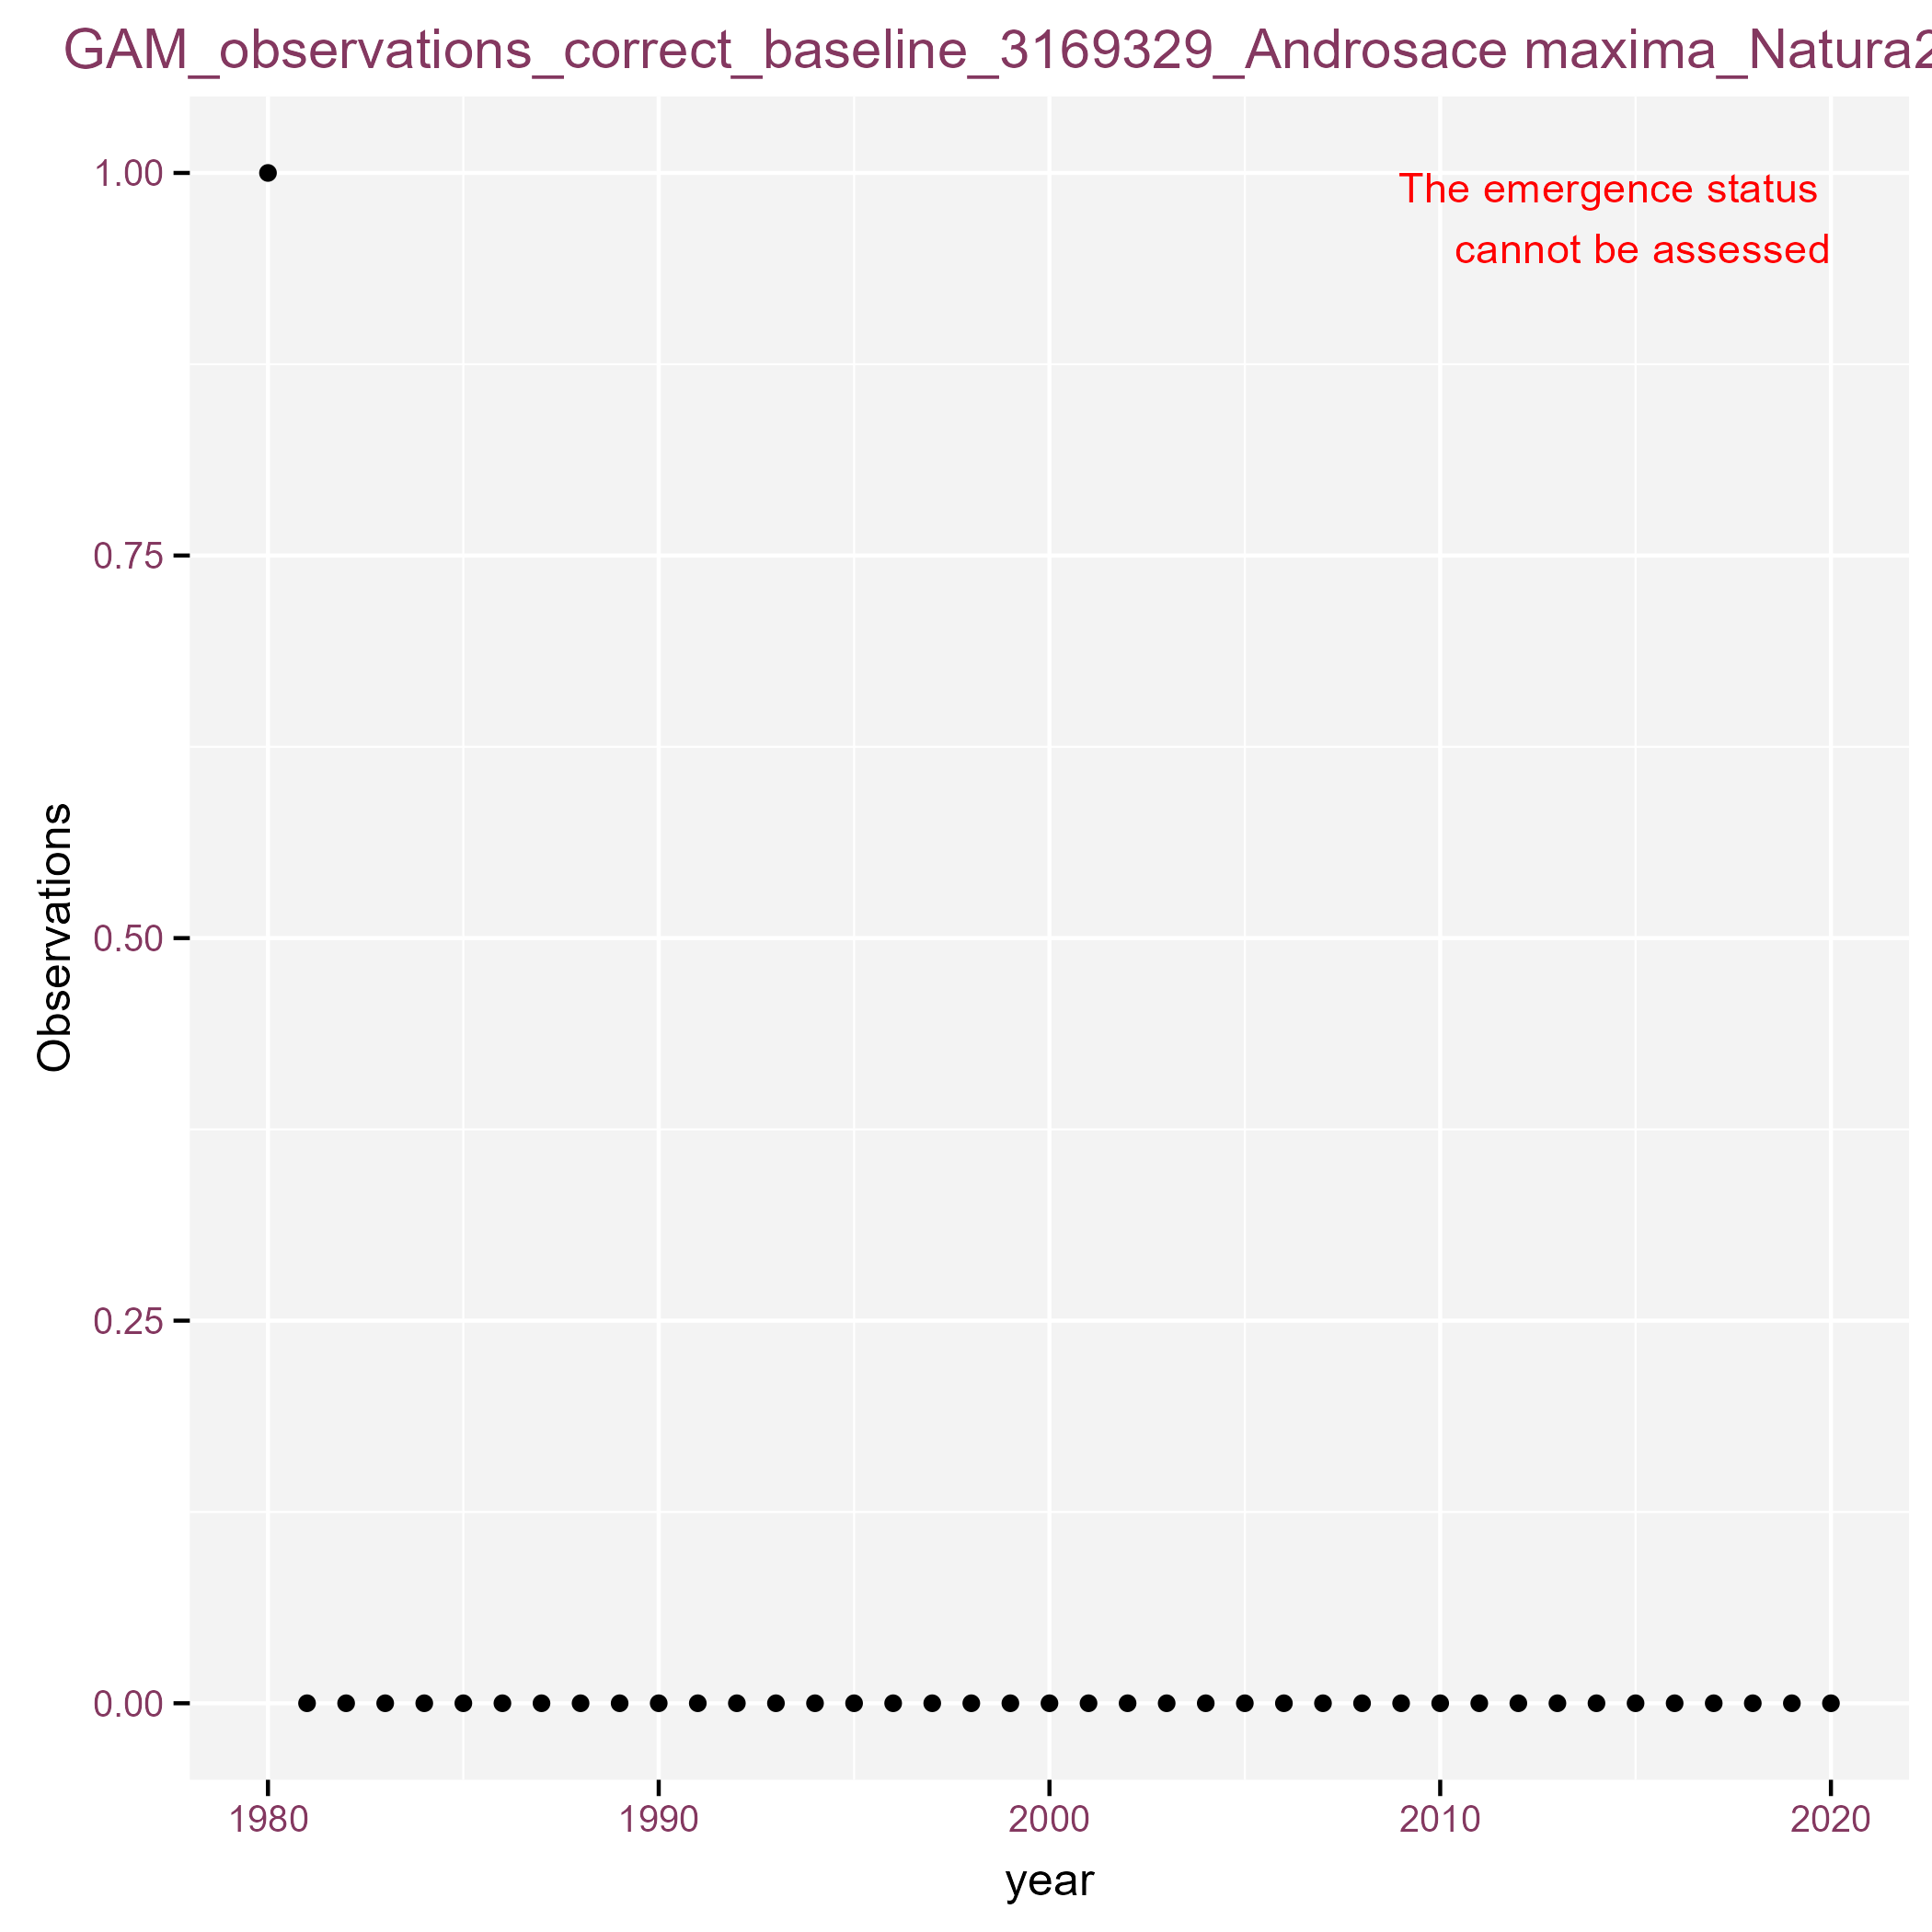 GAM_observations_correct_baseline_3169329_Androsace maxima_Natura2
The emergence status
cannot be assessed
1.00
0.75
0.50
0.25
0.00
Observations
1980 1990 2000 2010 2020
year